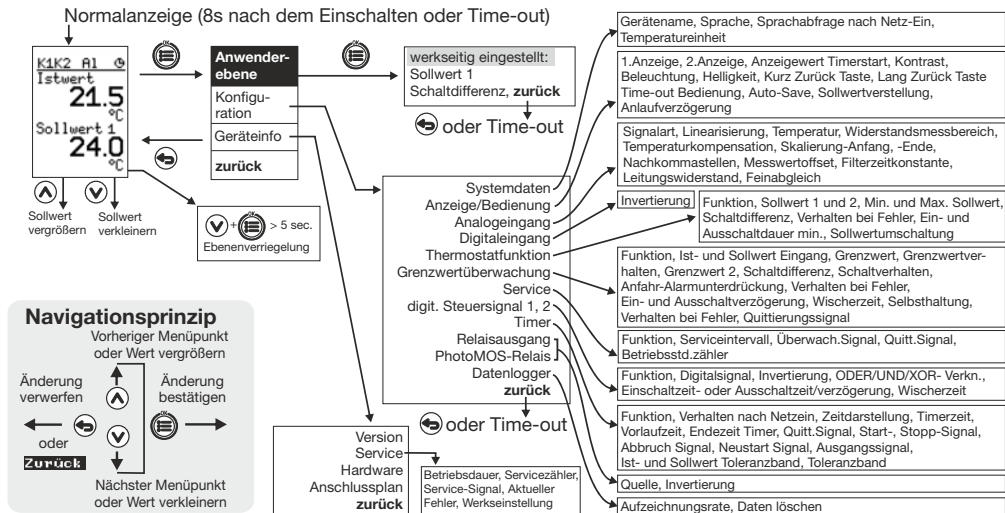 Normalanzeige (8s nach dem Einschalten oder Time-out)
K1K2 A1
Istwert
21.5
°C
Sollwert 1
24.0
°C
OK
Anwender-
ebene
Konfigu-
ration
Geräteinfo
zurück
OK
werkseitig eingestellt:
Sollwert 1
Schaltdifferenz, zurück
oder Time-out
Sollwert
vergrößern
Sollwert
verkleinern
+
OK
> 5 sec.
Ebenenverriegelung
Systemdaten
Anzeige/Bedienung
Analogeingang
Digitaleingang
Thermostatfunktion
Grenzwertüberwachung
Service
digit. Steuersignal 1, 2
Timer
Relaisausgang
PhotoMOS-Relais
Datenlogger
zurück
oder Time-out
Gerätename, Sprache, Sprachabfrage nach Netz-Ein,
Temperatureinheit
1.Anzeige, 2.Anzeige, Anzeigewert Timerstart, Kontrast,
Beleuchtung, Helligkeit, Kurz Zurück Taste, Lang Zurück Taste
Time-out Bedienung, Auto-Save, Sollwertverstellung,
Anlaufverzögerung
Signalart, Linearisierung, Temperatur, Widerstandsmessbereich,
Temperaturkompensation, Skalierung-Anfang, -Ende,
Nachkommastellen, Messwertoffset, Filterzeitkonstante,
Leitungswiderstand, Feinabgleich
Invertierung
Funktion, Sollwert 1 und 2, Min. und Max. Sollwert,
Schaltdifferenz, Verhalten bei Fehler, Ein- und
Ausschaltdauer min., Sollwertumschaltung
Funktion, Ist- und Sollwert Eingang, Grenzwert, Grenzwertver-
halten, Grenzwert 2, Schaltdifferenz, Schaltverhalten,
Anfahr-Alarmunterdrückung, Verhalten bei Fehler,
Ein- und Ausschaltverzögerung, Wischerzeit, Selbsthaltung,
Verhalten bei Fehler, Quittierungssignal
Funktion, Serviceintervall, Überwach.Signal, Quitt.Signal,
Betriebsstd.zähler
Funktion, Digitalsignal, Invertierung, ODER/UND/XOR- Verkn.,
Einschaltzeit- oder Ausschaltzeit/verzögerung, Wischerzeit
Funktion, Verhalten nach Netzein, Zeitdarstellung, Timerzeit,
Vorlaufzeit, Endezeit Timer, Quitt.Signal, Start-, Stopp-Signal,
Abbruch Signal, Neustart Signal, Ausgangssignal,
Ist- und Sollwert Toleranzband, Toleranzband
Quelle, Invertierung
Aufzeichnungsrate, Daten löschen
Navigationsprinzip
Vorheriger Menüpunkt
oder Wert vergrößern
Änderung
verwerfen
oder
Zurück
Änderung
bestätigen
OK
Nächster Menüpunkt
oder Wert verkleinern
Version
Service
Hardware
Anschlussplan
zurück
Betriebsdauer, Servicezähler,
Service-Signal, Aktueller
Fehler, Werkseinstellung